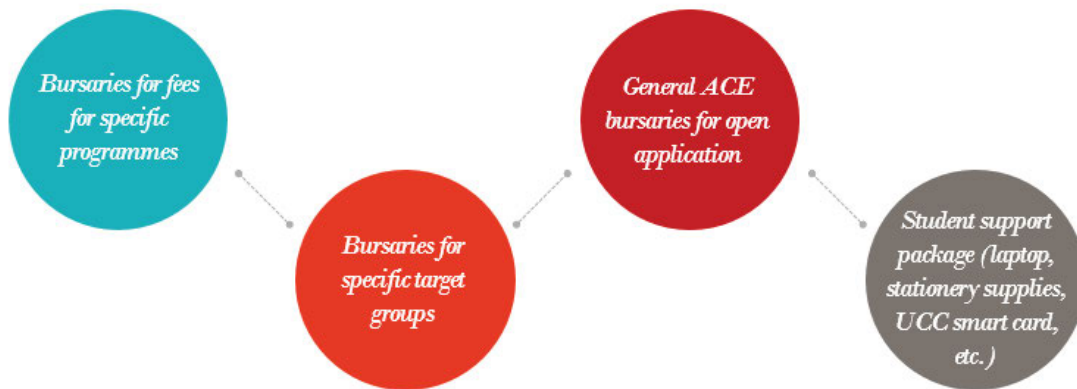 Bursaries for fees
for specific
programmes
Bursaries for
specific target
groups
General ACE
bursaries for open
application
Student support
package (laptop,
stationery supplies,
UCC smart card,
etc. )